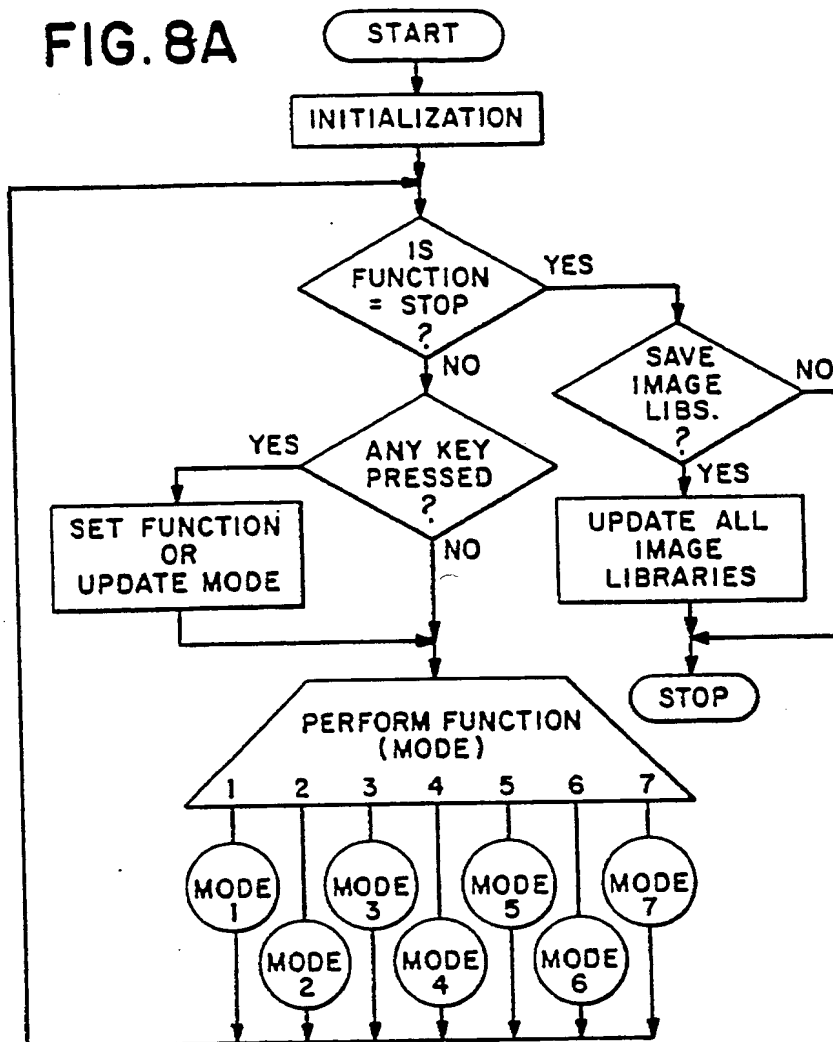 FIG. 8A
START
INITIALIZATION
IS
FUNCTION
= STOP
?
YES
NO
SAVE
IMAGE
LIBS.
?
NO
YES
ANY KEY
PRESSED
?
YES
NO
SET FUNCTION
OR
UPDATE MODE
UPDATE ALL
IMAGE
LIBRARIES
STOP
PERFORM FUNCTION
(MODE)
1 2 3 4 5 6 7
MODE
1
MODE
2
MODE
3
MODE
4
MODE
5
MODE
6
MODE
7